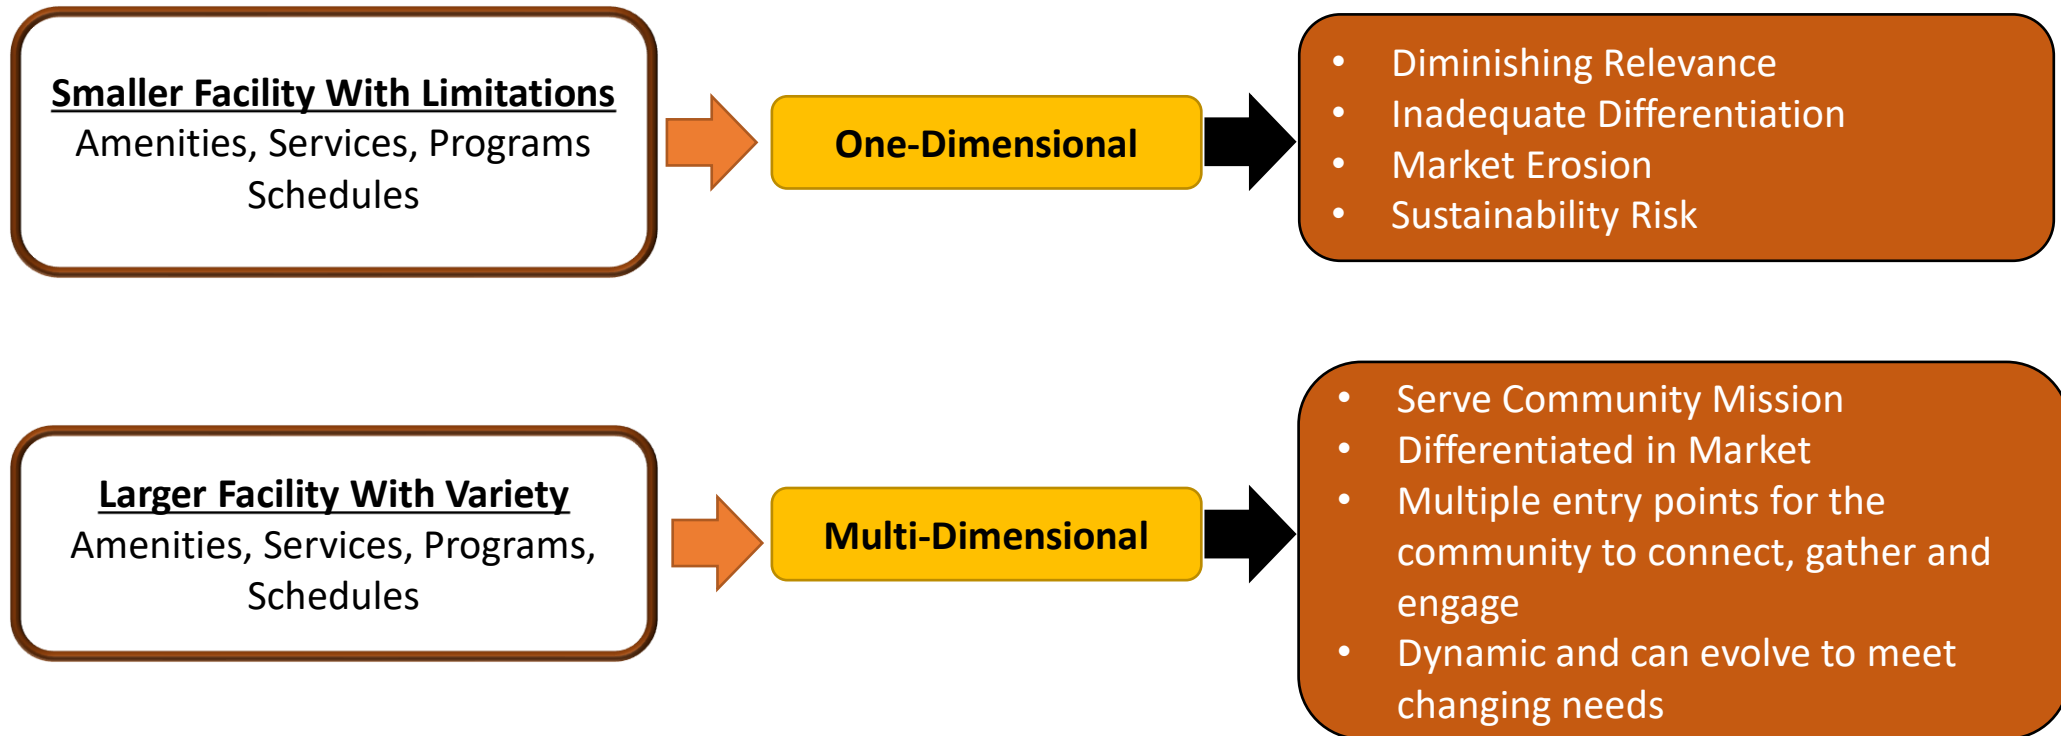 Smaller Facility With Limitations
Amenities, Services, Programs
Schedules
One-Dimensional
• Diminishing Relevance
• Inadequate Differentiation
• Market Erosion
• Sustainability Risk
Larger Facility With Variety
Amenities, Services, Programs,
Schedules
Multi-Dimensional
• Serve Community Mission
• Differentiated in Market
• Multiple entry points for the
community to connect, gather and
engage
• Dynamic and can evolve to meet
changing needs